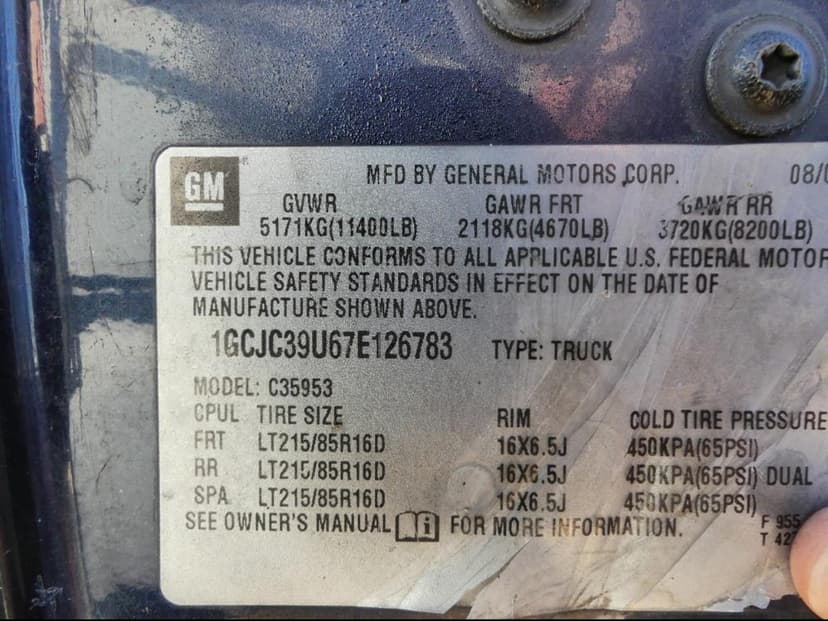 GM
MFD BY GENERAL MOTORS CORP. 08/0
GVWR GAWR FRT GAWR RR
5171KG(11400LB) 2118KG(4670LB) 3720KG(8200LB)
THIS VEHICLE CONFORMS TO ALL APPLICABLE U.S. FEDERAL MOTOR
VEHICLE SAFETY STANDARDS IN EFFECT ON THE DATE OF
MANUFACTURE SHOWN ABOVE.
1GCJC39U67E126783 TYPE: TRUCK
MODEL: C35953
CPUL TIRE SIZE RIM COLD TIRE PRESSURE
FRT LT215/85R16D 16X6.5J 450KPA(65PSI)
RR LT215/85R16D 16X6.5J 450KPA(65PSI) DUAL
SPA LT215/85R16D 16X6.5J 450KPA(65PSI)
SEE OWNER'S MANUAL i FOR MORE INFORMATION.
F 955
T 42